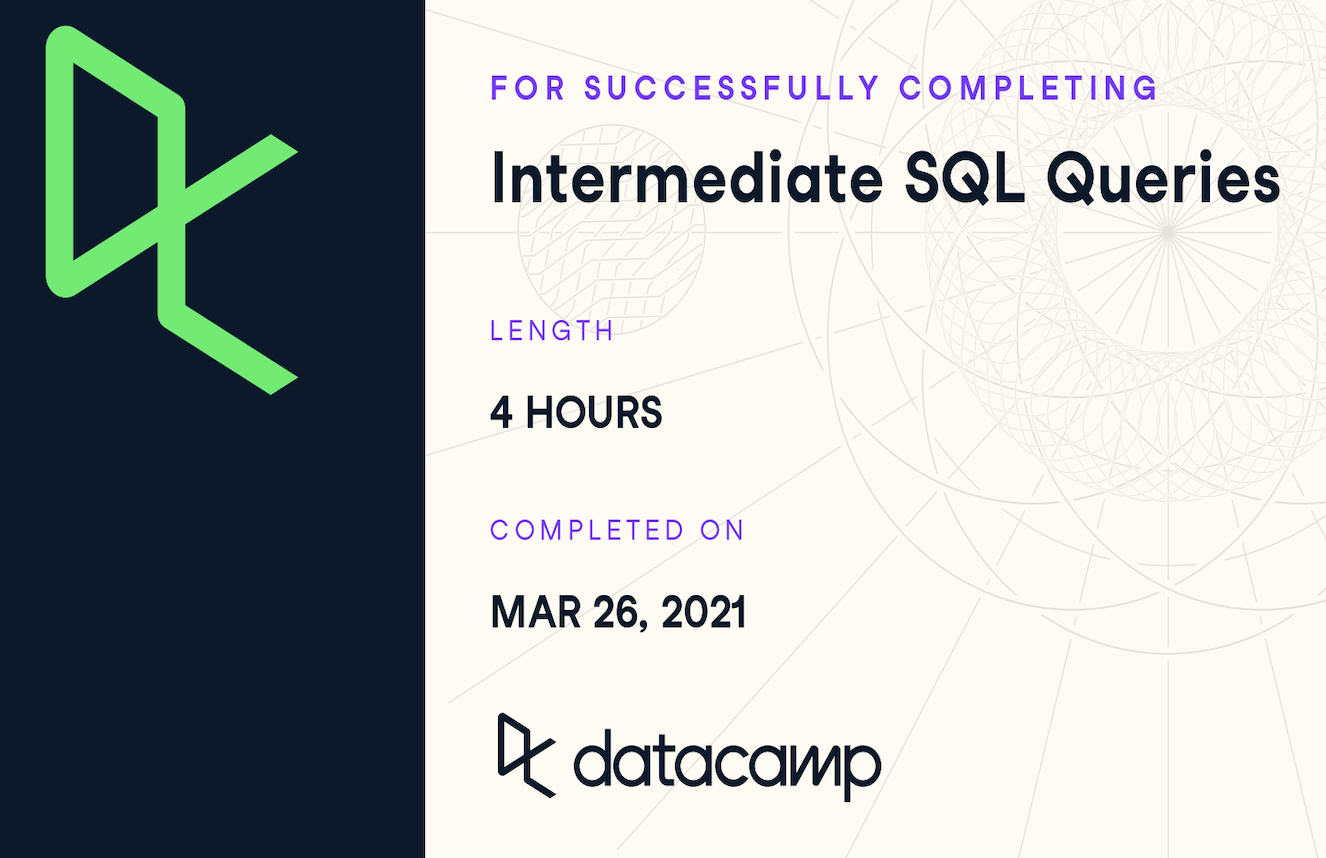 FOR SUCCESSFULLY COMPLETING
Intermediate SQL Queries
LENGTH
4 HOURS
COMPLETED ON
MAR 26, 2021
datacamp